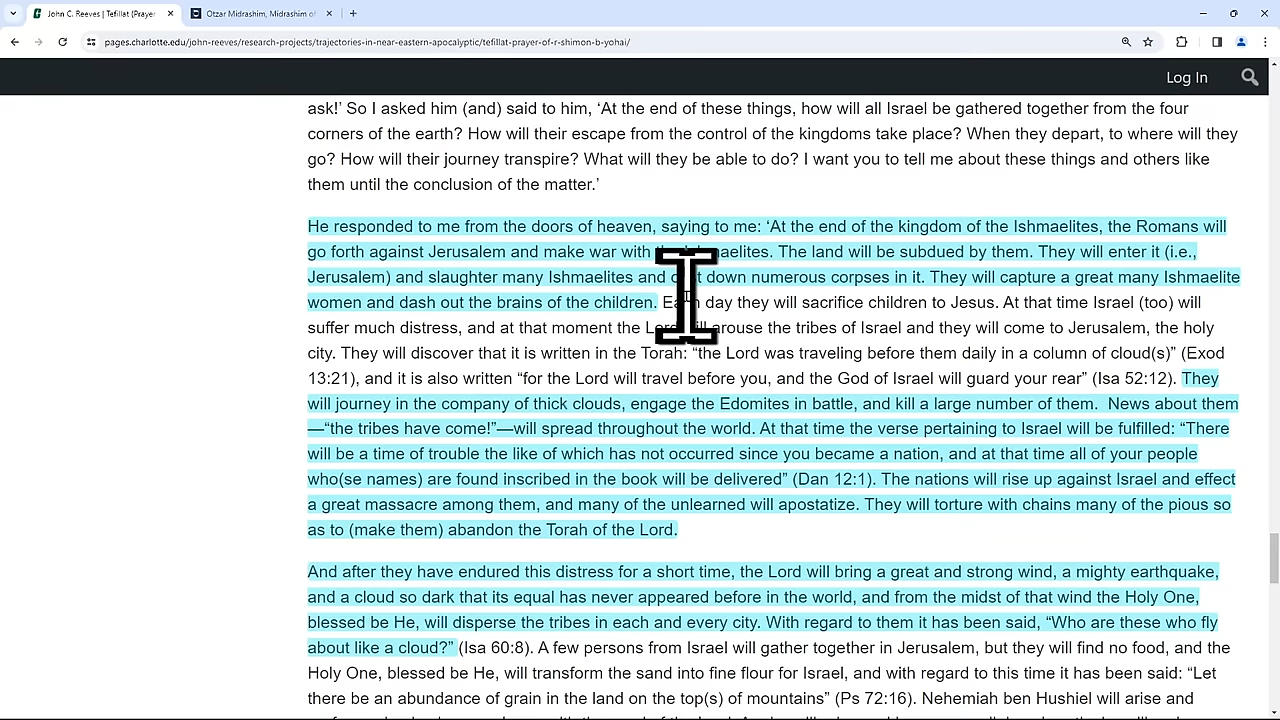 John C. Reeves | Tefillat (Prayer
Otzar Midrashim, Midrashim of
pages.charlotte.edu/john-reeves/research-projects/trajectories-in-near-eastern-apocalyptic/tefillat-prayer-of-r-shimon-b-yohai/
Log In
ask!’ So I asked him (and) said to him, ‘At the end of these things, how will all Israel be gathered together from the four
corners of the earth? How will their escape from the control of the kingdoms take place? When they depart, to where will they
go? How will their journey transpire? What will they be able to do? I want you to tell me about these things and others like
them until the conclusion of the matter.’
He responded to me from the doors of heaven, saying to me: ‘At the end of the kingdom of the Ishmaelites, the Romans will
go forth against Jerusalem and make war with the Ishmaelites. The land will be subdued by them. They will enter it (i.e.,
Jerusalem) and slaughter many Ishmaelites and cast down numerous corpses in it. They will capture a great many Ishmaelite
women and dash out the brains of the children. Each day they will sacrifice children to Jesus. At that time Israel (too) will
suffer much distress, and at that moment the Lord will arouse the tribes of Israel and they will come to Jerusalem, the holy
city. They will discover that it is written in the Torah: “the Lord was traveling before them daily in a column of cloud(s)” (Exod
13:21), and it is also written “for the Lord will travel before you, and the God of Israel will guard your rear” (Isa 52:12). They
will journey in the company of thick clouds, engage the Edomites in battle, and kill a large number of them. News about them
—“the tribes have come!”—will spread throughout the world. At that time the verse pertaining to Israel will be fulfilled: “There
will be a time of trouble the like of which has not occurred since you became a nation, and at that time all of your people
who(se names) are found inscribed in the book will be delivered” (Dan 12:1). The nations will rise up against Israel and effect
a great massacre among them, and many of the unlearned will apostatize. They will torture with chains many of the pious so
as to (make them) abandon the Torah of the Lord.
And after they have endured this distress for a short time, the Lord will bring a great and strong wind, a mighty earthquake,
and a cloud so dark that its equal has never appeared before in the world, and from the midst of that wind the Holy One,
blessed be He, will disperse the tribes in each and every city. With regard to them it has been said, “Who are these who fly
about like a cloud?” (Isa 60:8). A few persons from Israel will gather together in Jerusalem, but they will find no food, and the
Holy One, blessed be He, will transform the sand into fine flour for Israel, and with regard to this time it has been said: “Let
there be an abundance of grain in the land on the top(s) of mountains” (Ps 72:16). Nehemiah ben Hushiel will arise and